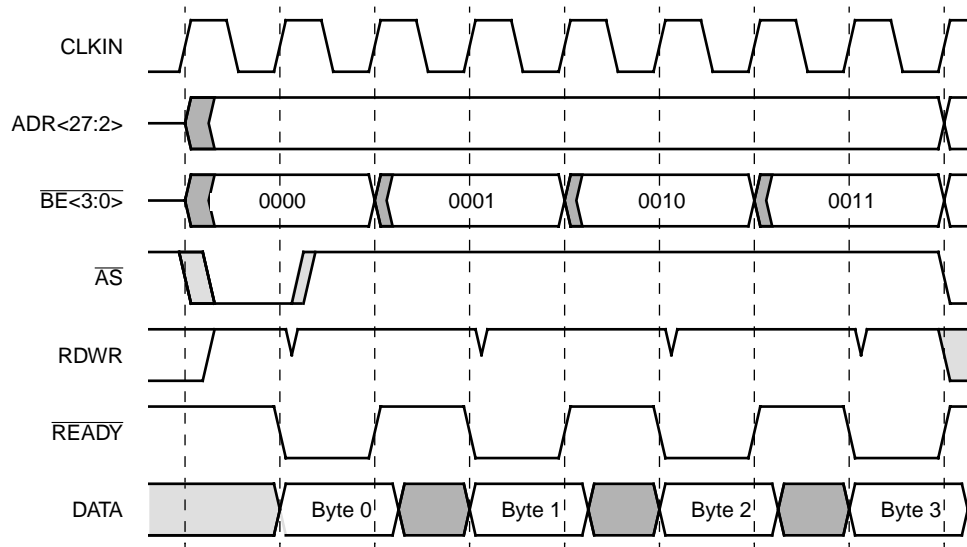 CLKIN
ADR<27:2>
BE<3:0> 0000 0001 0010 0011
AS
RDWR
READY
DATA Byte 0 Byte 1 Byte 2 Byte 3